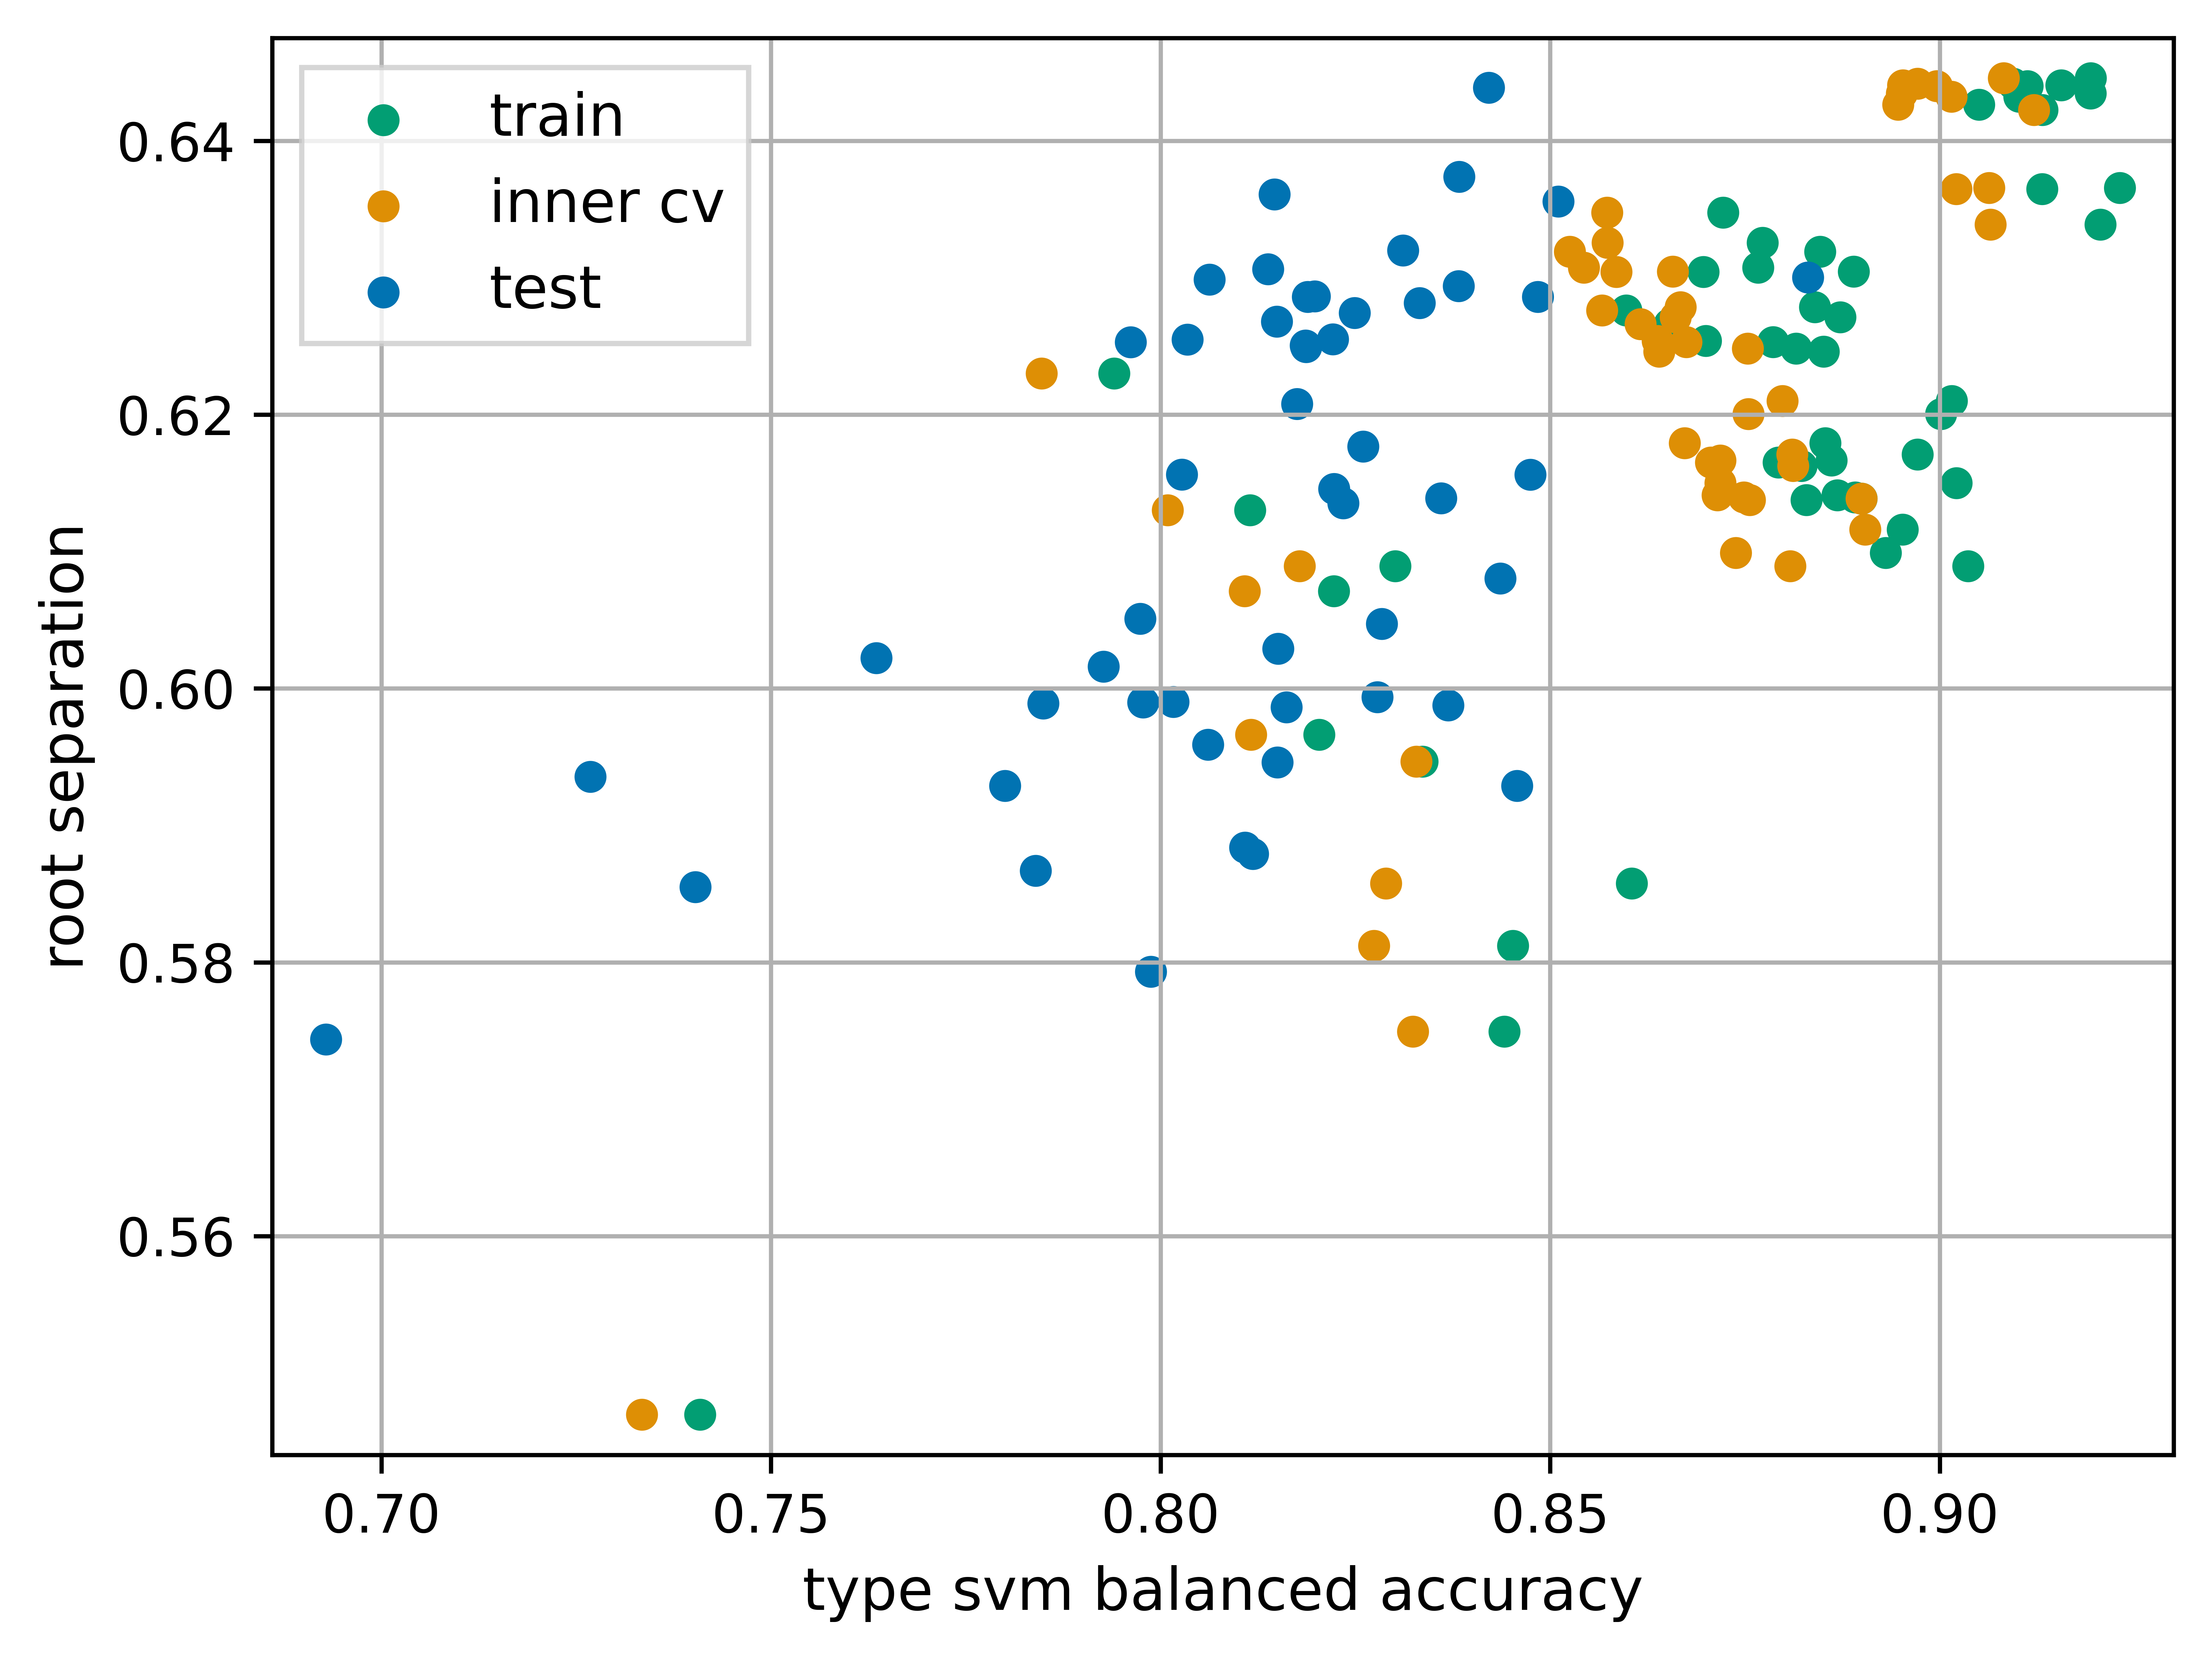 train
inner cv
test
0.64
0.62
0.60
0.58
0.56
root separation
0.70 0.75 0.80 0.85 0.90
type svm balanced accuracy